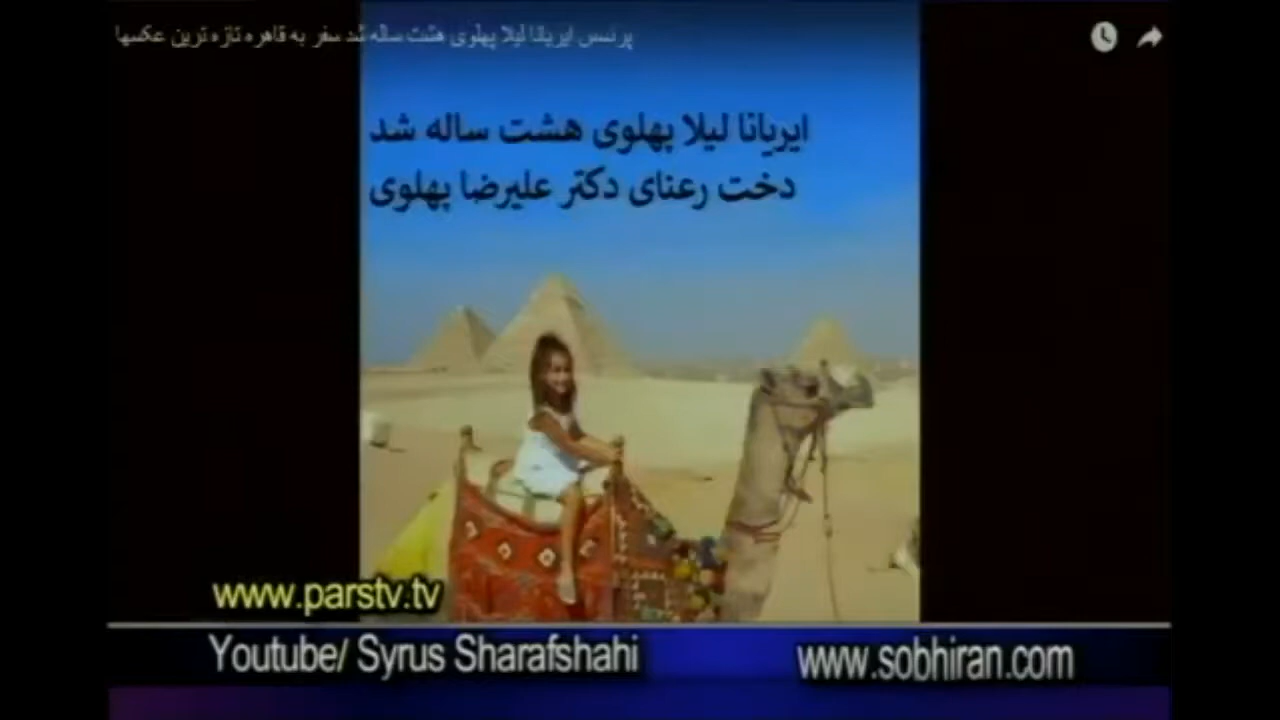 پرنسس ایریانا لیلا پهلوی هشت ساله شد سفر به قاهره تازه ترین عکسها
ایریانا لیلا پهلوی هشت ساله شد
دخت رعنای دکتر علیرضا پهلوی
www.parstv.tv
Youtube/ Syrus Sharafshahi
www.sobhiran.com